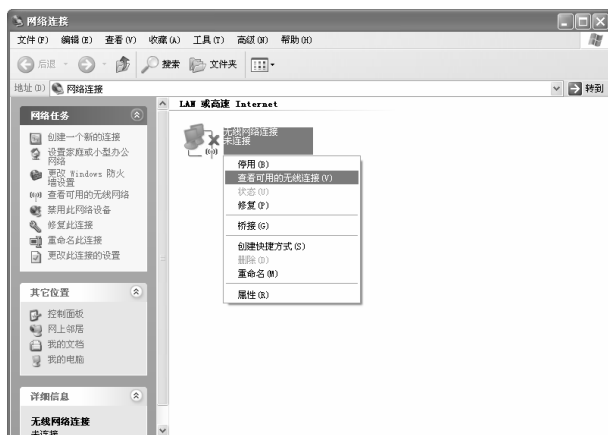 网络连接
文件(F) 编辑(E) 查看(V) 收藏(A) 工具(T) 高级(N) 帮助(H)
后退 搜索 文件夹
地址(D) 网络连接 转到
网络任务
创建一个新的连接
设置家庭或小型办公
网络
更改 Windows 防火
墙设置
查看可用的无线网络
禁用此网络设备
修复此连接
重命名此连接
更改此连接的设置
其它位置
控制面板
网上邻居
我的文档
我的电脑
详细信息
无线网络连接
未连接
LAN 或高速 Internet
无线网络连接
未连接
停用(B)
查看可用的无线连接(V)
状态(U)
修复(P)
桥接(G)
创建快捷方式(S)
删除(D)
重命名(M)
属性(R)